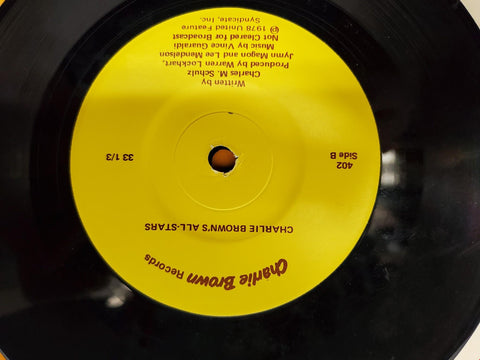 Charlie Brown Records
CHARLIE BROWN'S ALL-STARS
402
Side B
33 1/3
Written by
Charles M. Schulz
Produced by Warren Lockhart,
Jymn Magon and Lee Mendelson
Music by Vince Guaraldi
Not Cleared for Broadcast
℗ 1978 United Feature
Syndicate, Inc.